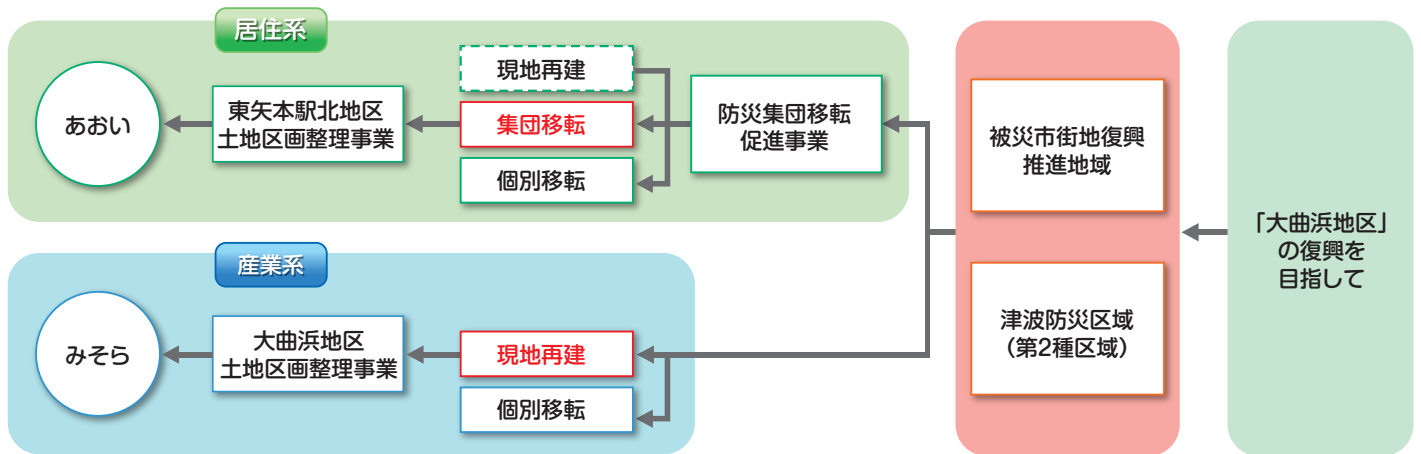 居住系
現地再建
東矢本駅北地区
土地区画整理事業
あおい
集団移転
防災集団移転
促進事業
個別移転
産業系
みそら
大曲浜地区
土地区画整理事業
現地再建
個別移転
被災市街地復興
推進地域
津波防災区域
（第2種区域）
「大曲浜地区」
の復興を
目指して